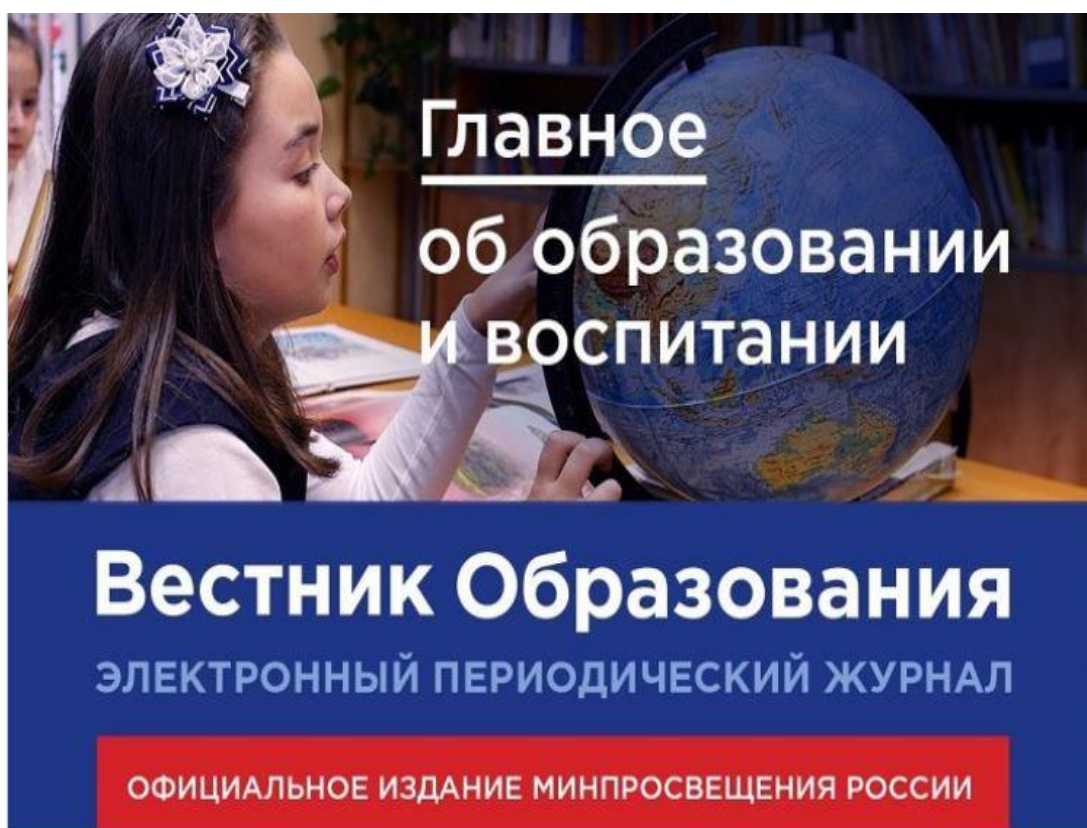 Главное
об образовании
и воспитании
Вестник Образования
ЭЛЕКТРОННЫЙ ПЕРИОДИЧЕСКИЙ ЖУРНАЛ
ОФИЦИАЛЬНОЕ ИЗДАНИЕ МИНПРОСВЕЩЕНИЯ РОССИИ